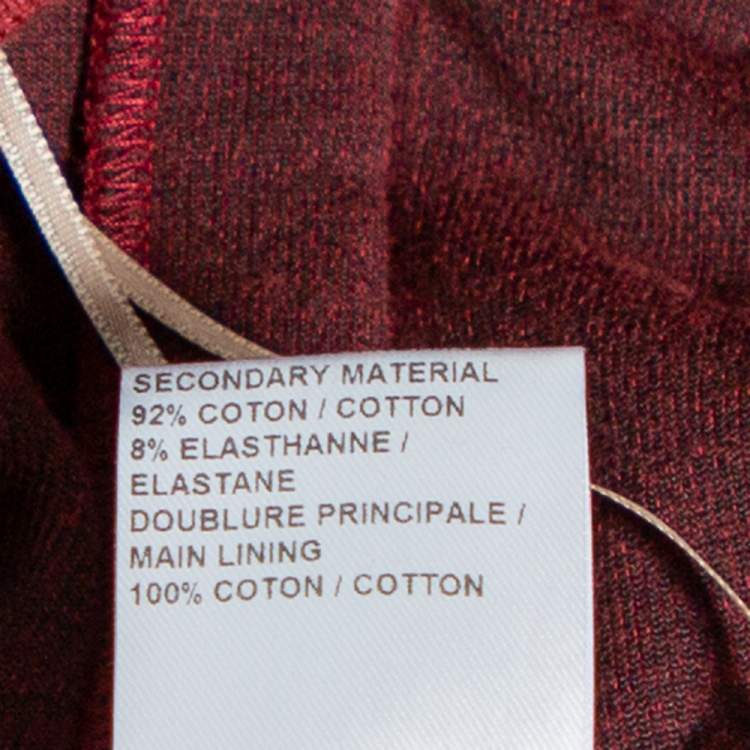 SECONDARY MATERIAL
92% COTON / COTTON
8% ELASTHANNE /
ELASTANE
DOUBLURE PRINCIPALE /
MAIN LINING
100% COTON / COTTON